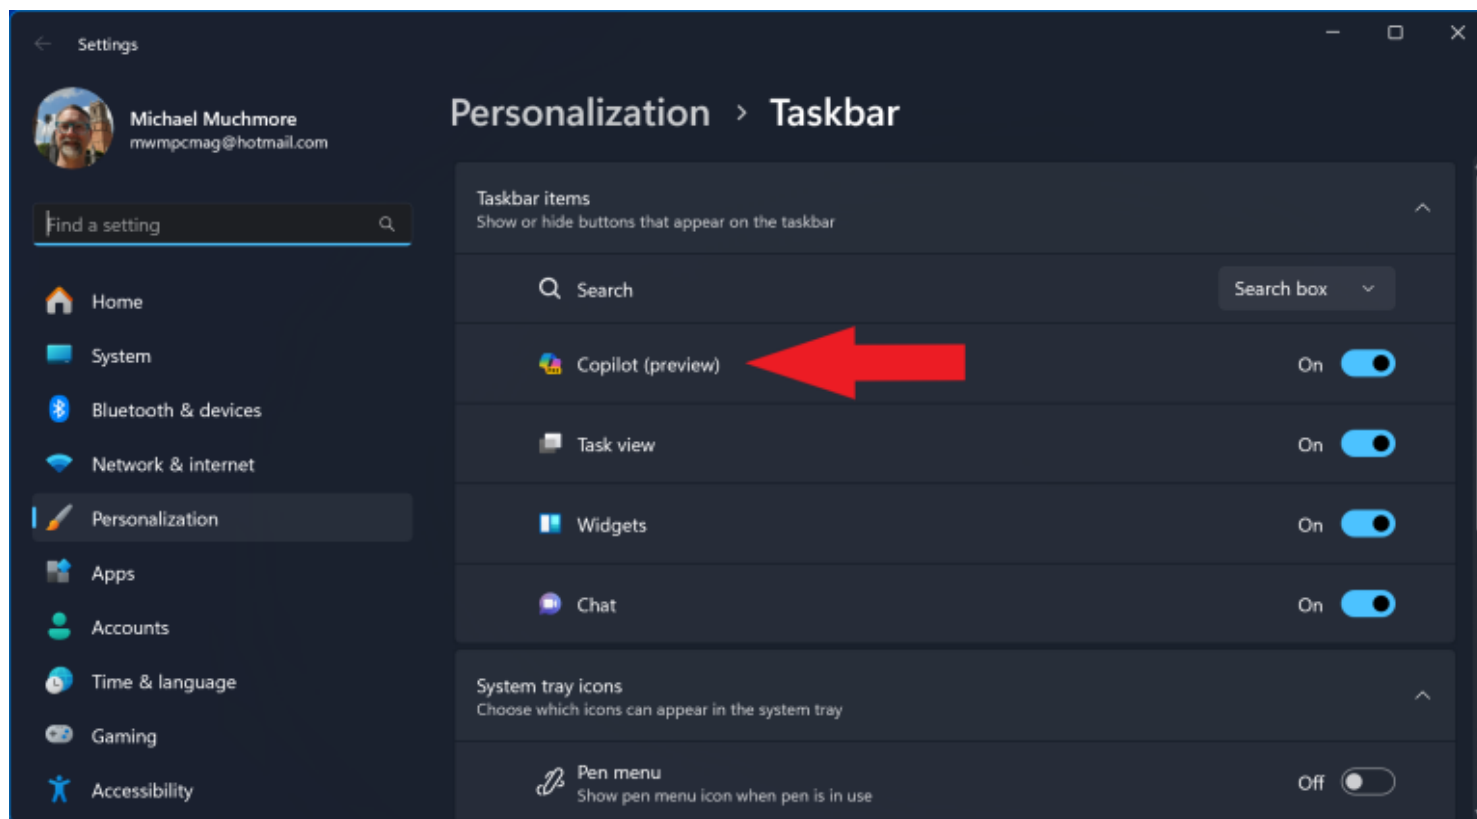 Settings
Michael Muchmore
mwmpcmag@hotmail.com
Find a setting
Home
System
Bluetooth & devices
Network & internet
Personalization
Apps
Accounts
Time & language
Gaming
Accessibility
Personalization > Taskbar
Taskbar items
Show or hide buttons that appear on the taskbar
Search
Search box
Copilot (preview)
On
Task view
On
Widgets
On
Chat
On
System tray icons
Choose which icons can appear in the system tray
Pen menu
Show pen menu icon when pen is in use
Off